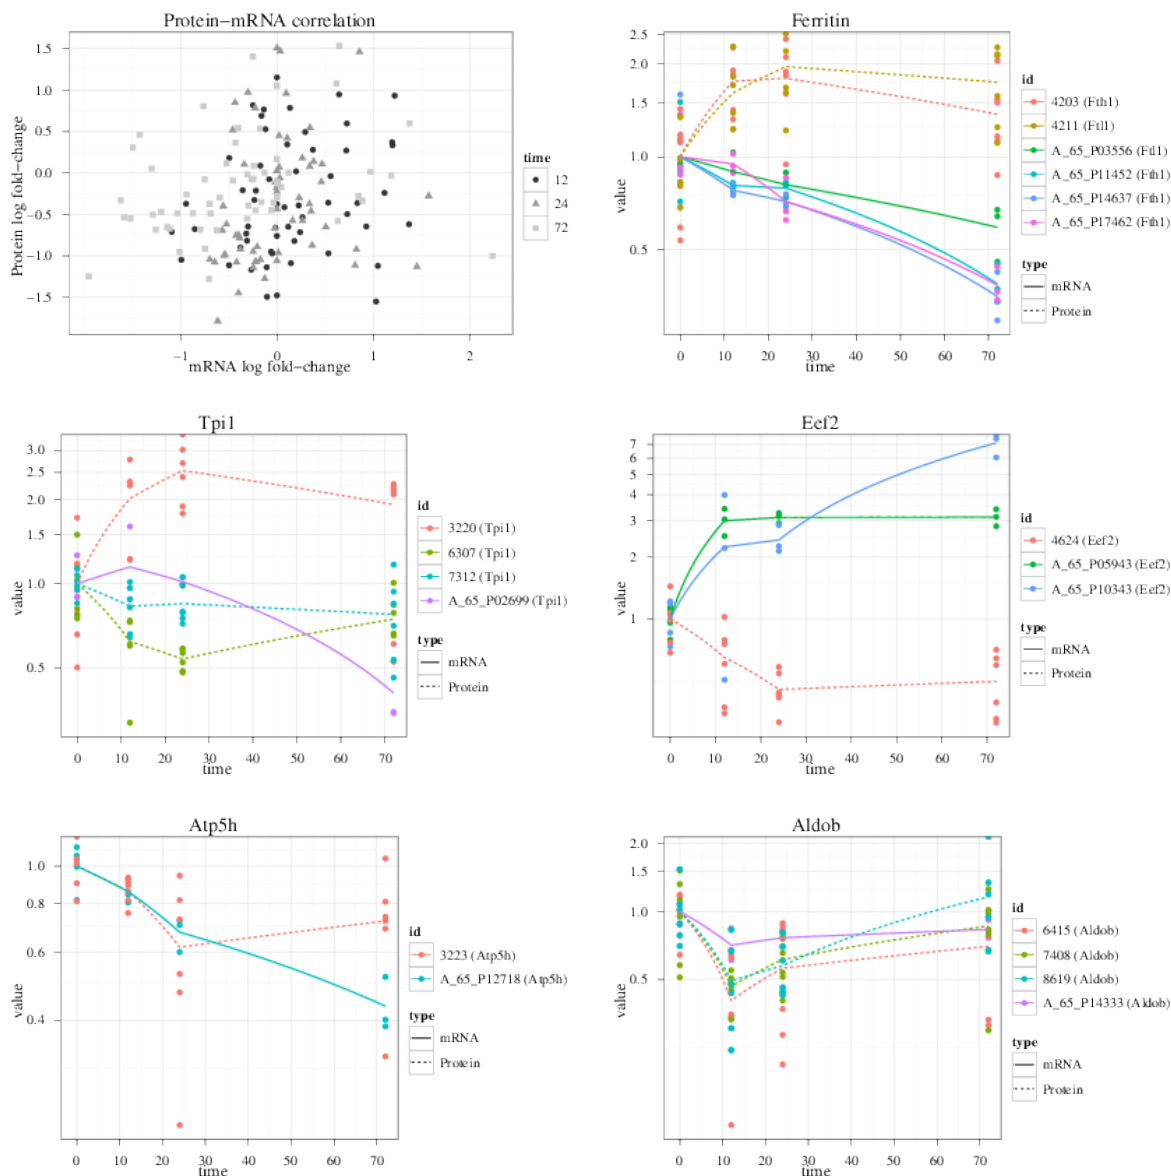 Protein−mRNA correlation
1.5
1.0
0.5
0.0
−0.5
−1.0
−1.5
Protein log fold−change
−1 0 1 2
mRNA log fold−change
time
12
24
72
Ferritin
2.5
2.0
1.5
1.0
0.5
value
0 10 20 30 40 50 60 70
time
id
4203 (Fth1)
4211 (Ftl1)
A_65_P03556 (Ftl1)
A_65_P11452 (Fth1)
A_65_P14637 (Fth1)
A_65_P17462 (Fth1)
type
mRNA
Protein
Tpi1
3.0
2.5
2.0
1.5
1.0
0.5
value
0 10 20 30 40 50 60 70
time
id
3220 (Tpi1)
6307 (Tpi1)
7312 (Tpi1)
A_65_P02699 (Tpi1)
type
mRNA
Protein
Eef2
7
6
5
4
3
2
1
value
0 10 20 30 40 50 60 70
time
id
4624 (Eef2)
A_65_P05943 (Eef2)
A_65_P10343 (Eef2)
type
mRNA
Protein
Atp5h
1.0
0.8
0.6
0.4
value
0 10 20 30 40 50 60 70
time
id
3223 (Atp5h)
A_65_P12718 (Atp5h)
type
mRNA
Protein
Aldob
2.0
1.5
1.0
0.5
value
0 10 20 30 40 50 60 70
time
id
6415 (Aldob)
7408 (Aldob)
8619 (Aldob)
A_65_P14333 (Aldob)
type
mRNA
Protein